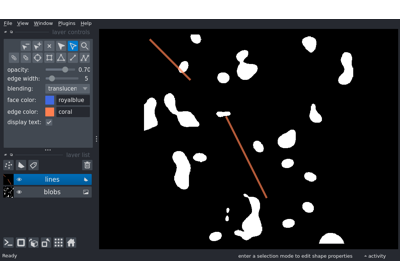 File View Window Plugins Help
layer controls
opacity: 0.70
edge width: 5
blending: translucen
face color: royalblue
edge color: coral
display text:
layer list
lines
blobs
Ready enter a selection mode to edit shape properties activity